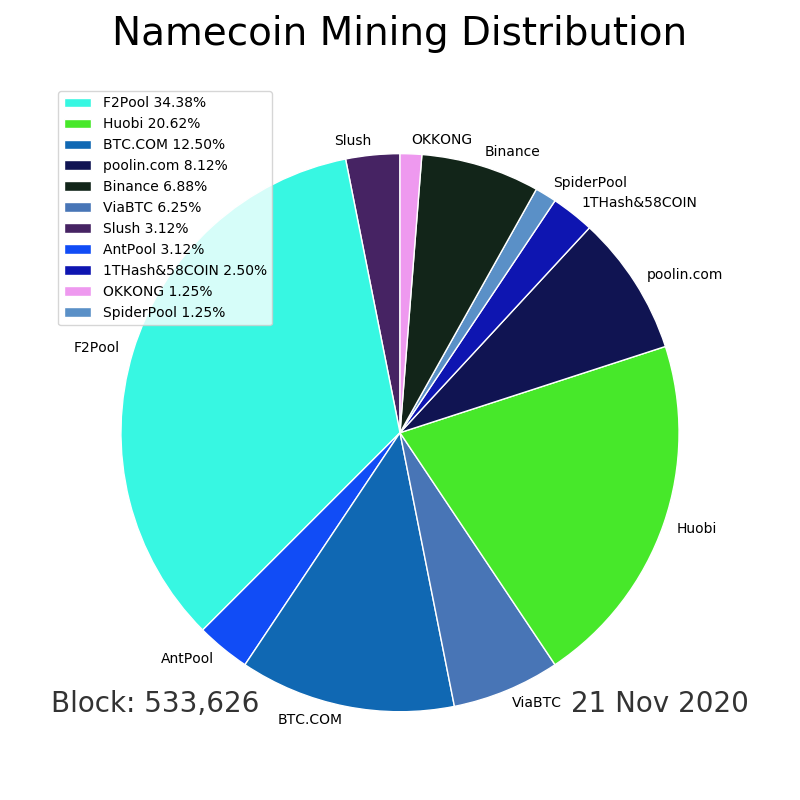 Namecoin Mining Distribution
F2Pool 34.38%
Huobi 20.62%
BTC.COM 12.50%
poolin.com 8.12%
Binance 6.88%
ViaBTC 6.25%
Slush 3.12%
AntPool 3.12%
1THash&58COIN 2.50%
OKKONG 1.25%
SpiderPool 1.25%
Slush
OKKONG
Binance
SpiderPool
1THash&58COIN
poolin.com
F2Pool
Huobi
AntPool
BTC.COM
ViaBTC
Block: 533,626
21 Nov 2020